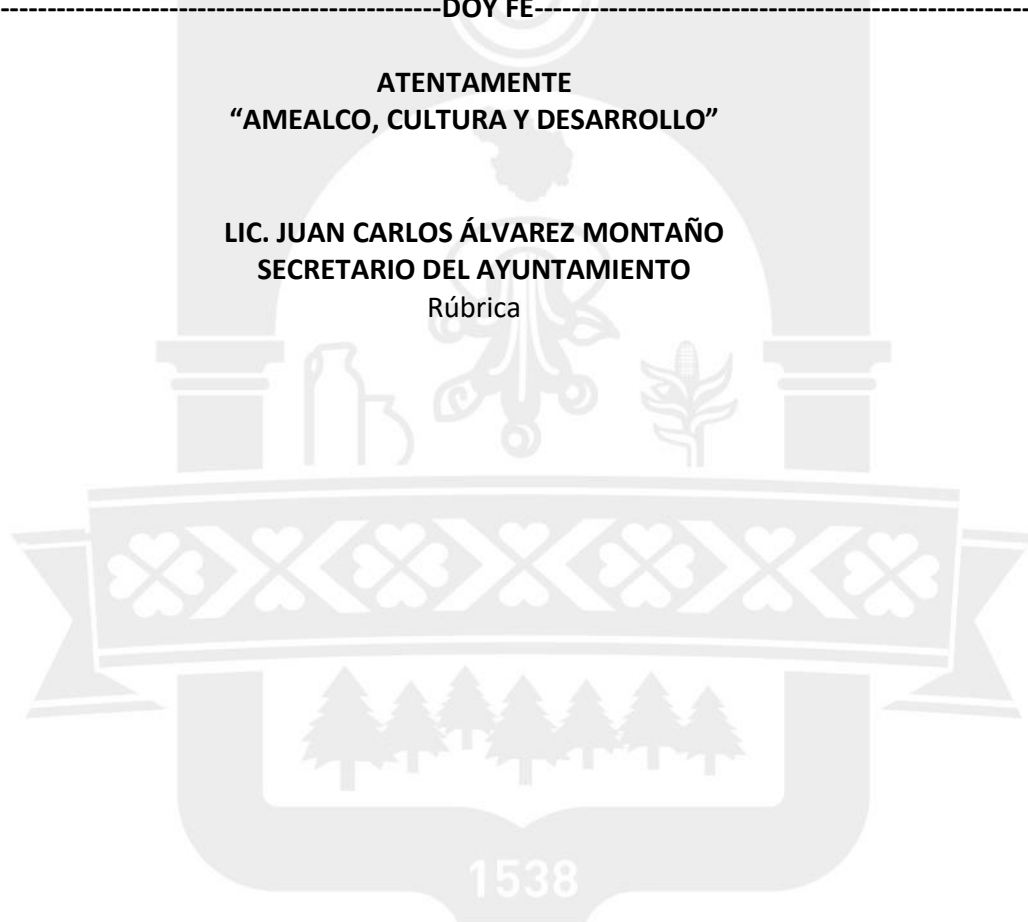 -----------------------------------------------DOY FE-----------------------------------------------------
ATENTAMENTE
“AMEALCO, CULTURA Y DESARROLLO”
LIC. JUAN CARLOS ÁLVAREZ MONTAÑO
SECRETARIO DEL AYUNTAMIENTO
Rúbrica
1538